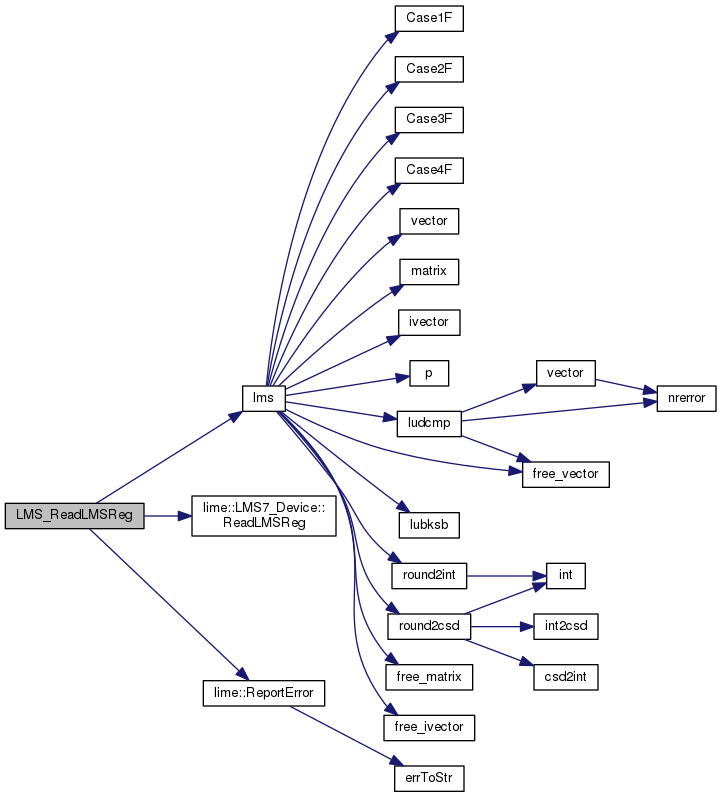 Case1F
Case2F
Case3F
Case4F
vector
matrix
ivector
p
vector
nrerror
lms
ludcmp
free_vector
LMS_ReadLMSReg
lime::LMS7_Device::
ReadLMSReg
lubksb
round2int
int
round2csd
int2csd
free_matrix
csd2int
lime::ReportError
free_ivector
errToStr